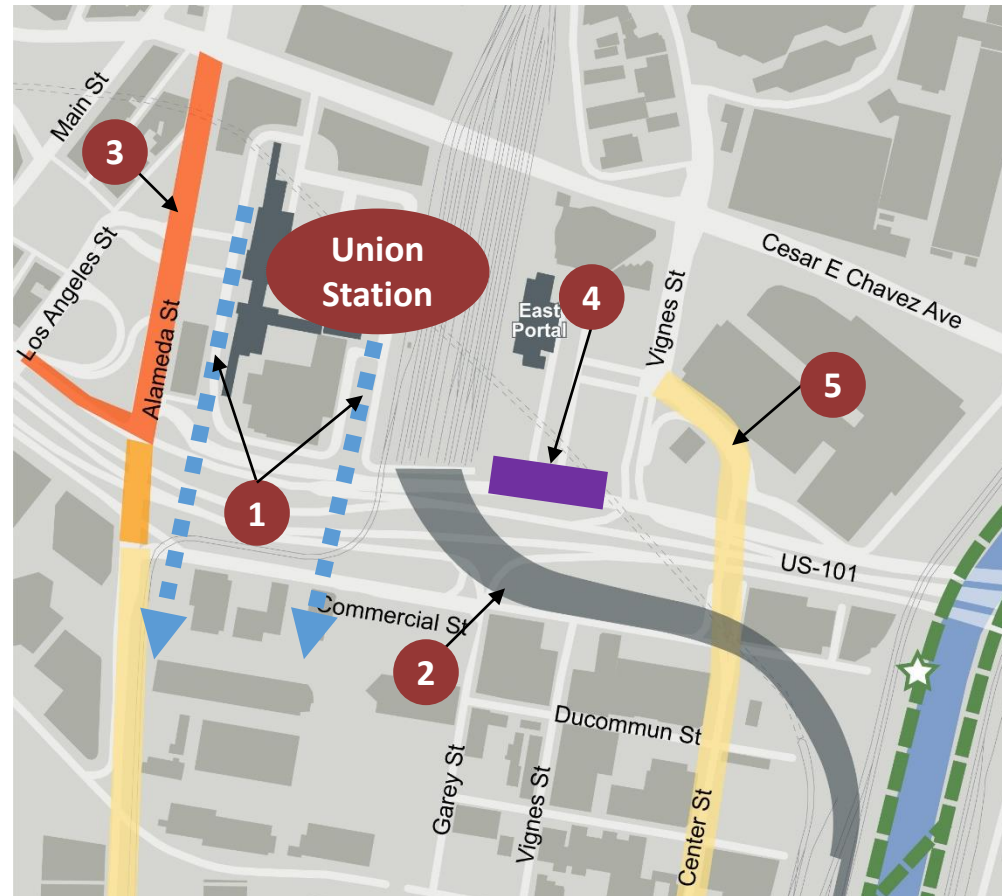 Main St
3
Union
Station
Los Angeles St
Alameda St
East
Portal
4
Vignes St
Cesar E Chavez Ave
5
1
US-101
Commercial St
2
Ducommun St
Garey St
Vignes St
Center St